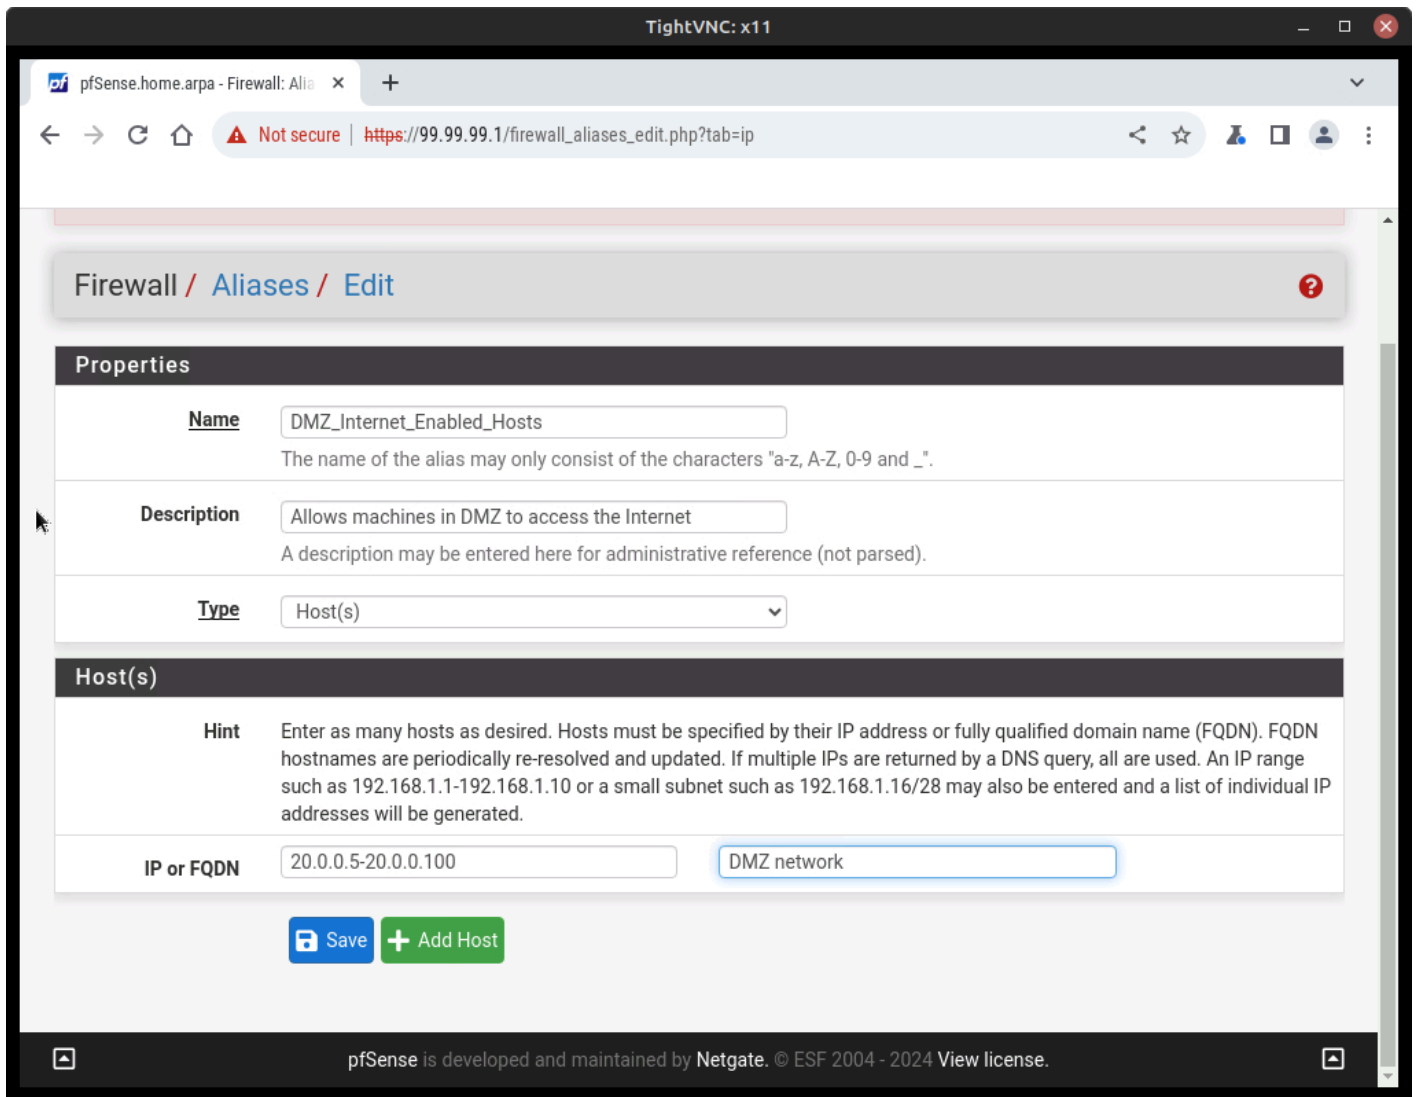 TightVNC: x11
pfSense.home.arpa - Firewall: Alia
Not secure | https://99.99.99.1/firewall_aliases_edit.php?tab=ip
Firewall / Aliases / Edit
Properties
Name DMZ_Internet_Enabled_Hosts
The name of the alias may only consist of the characters "a-z, A-Z, 0-9 and _".
Description Allows machines in DMZ to access the Internet
A description may be entered here for administrative reference (not parsed).
Type Host(s)
Host(s)
Hint Enter as many hosts as desired. Hosts must be specified by their IP address or fully qualified domain name (FQDN). FQDN
hostnames are periodically re-resolved and updated. If multiple IPs are returned by a DNS query, all are used. An IP range
such as 192.168.1.1-192.168.1.10 or a small subnet such as 192.168.1.16/28 may also be entered and a list of individual IP
addresses will be generated.
IP or FQDN 20.0.0.5-20.0.0.100 DMZ network
Save Add Host
pfSense is developed and maintained by Netgate. © ESF 2004 - 2024 View license.